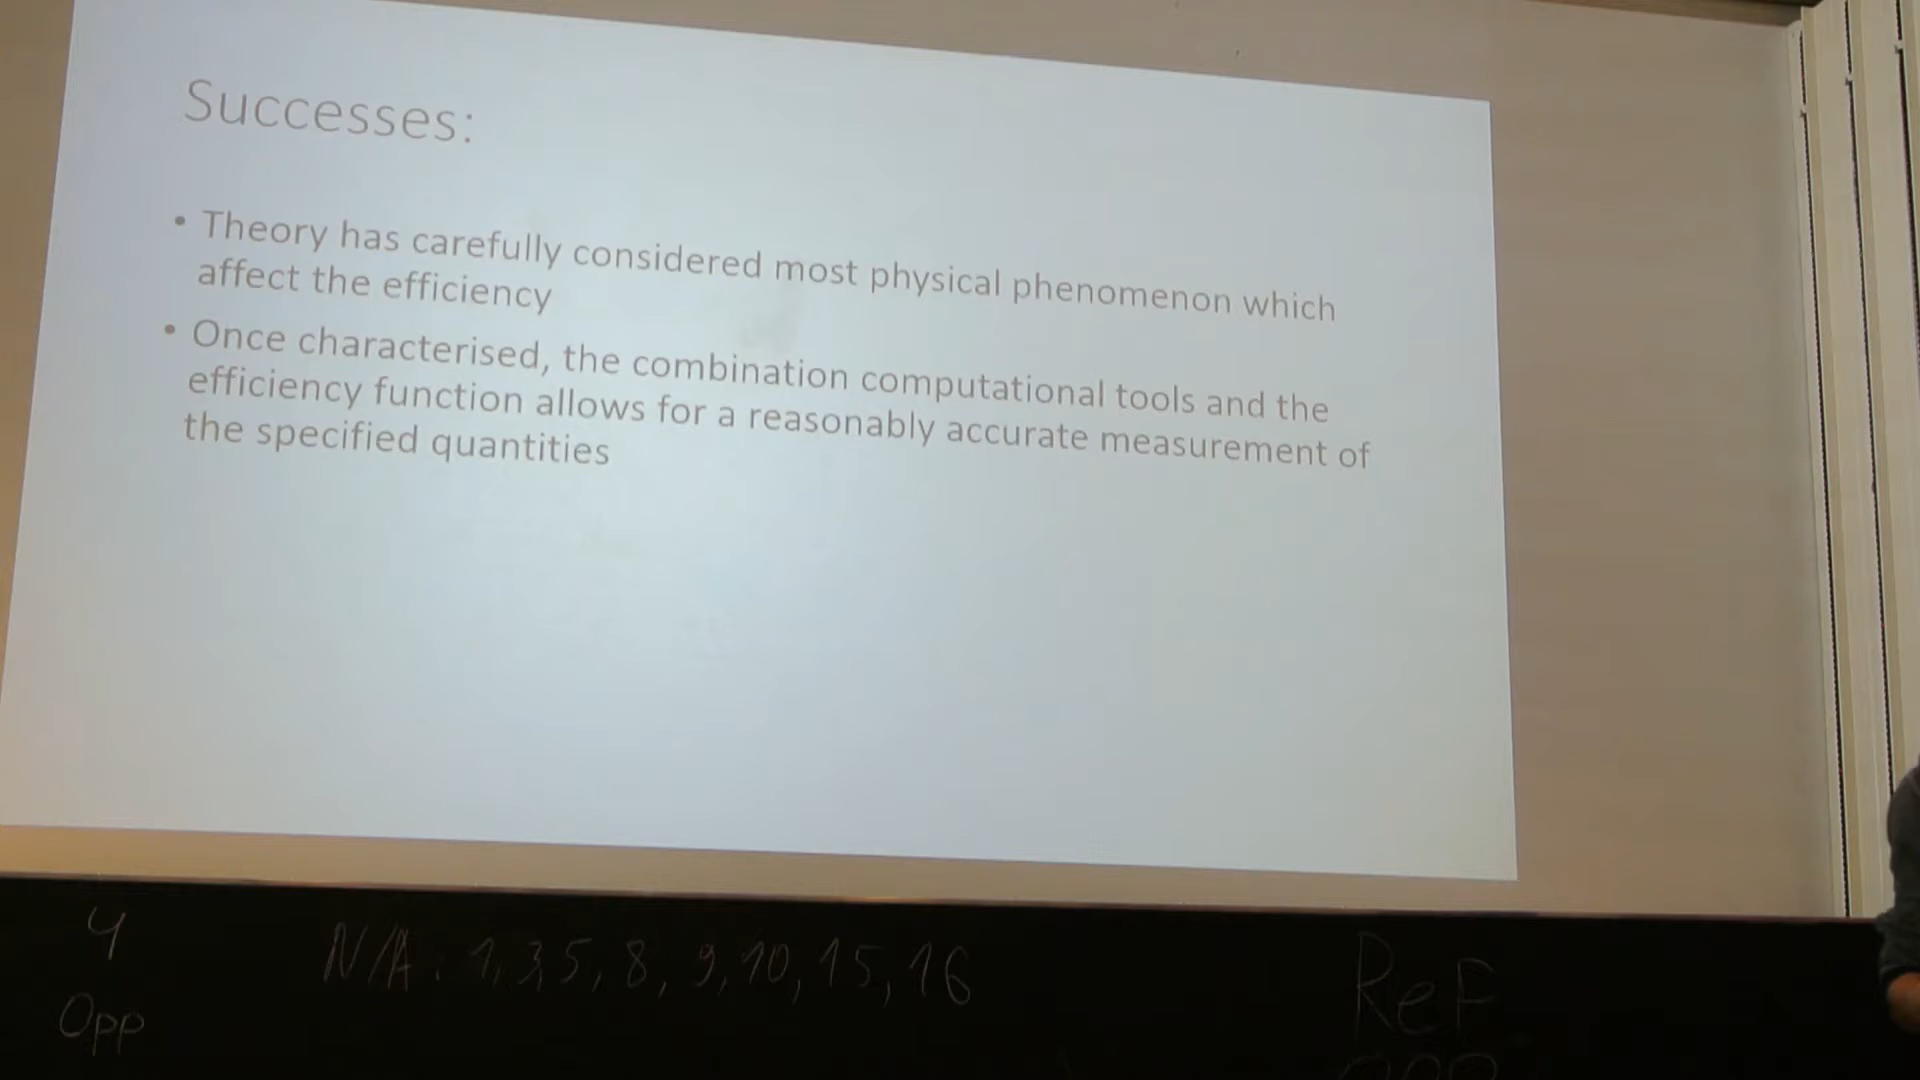 Successes:
• Theory has carefully considered most physical phenomenon which
affect the efficiency
• Once characterised, the combination computational tools and the
efficiency function allows for a reasonably accurate measurement of
the specified quantities
4
N/A: 1,3,5, 8, 9,10,15,16
Opp
Ref